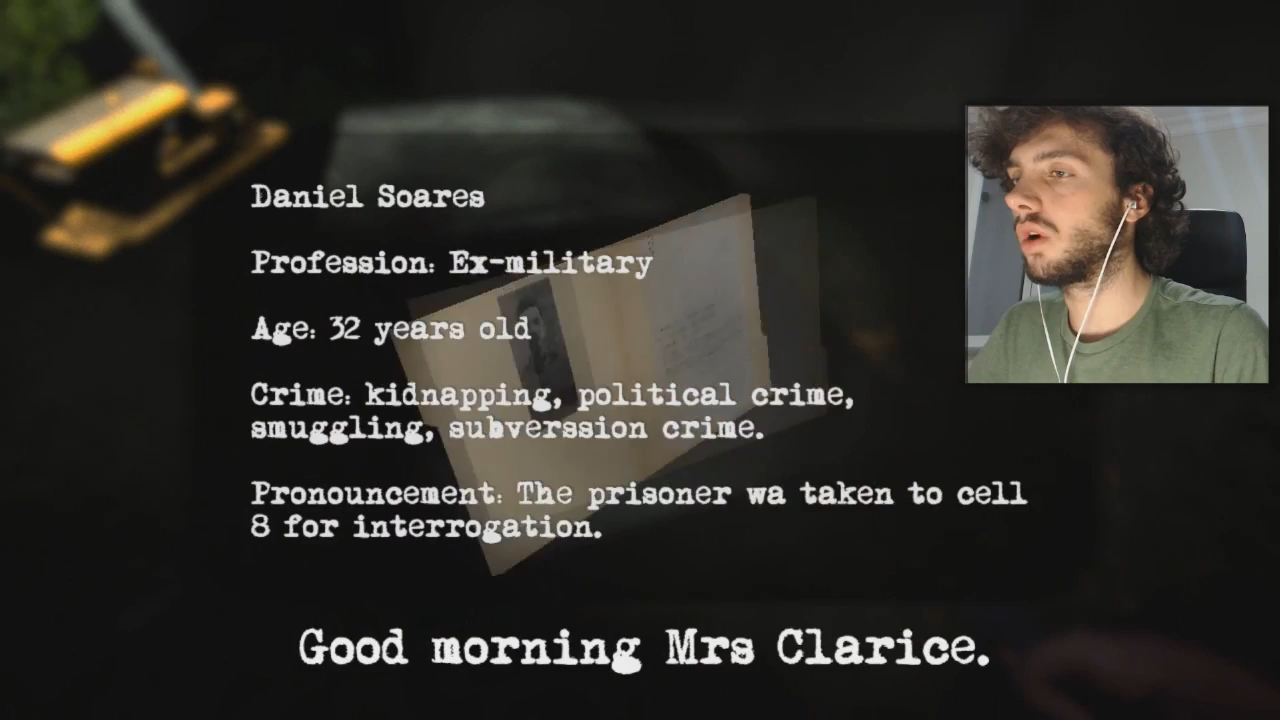 Daniel Soares
Profession: Ex-military
Age: 32 years old
Crime: kidnapping, political crime,
smuggling, subverssion crime.
Pronouncement: The prisoner wa taken to cell
8 for interrogation.
Good morning Mrs Clarice.